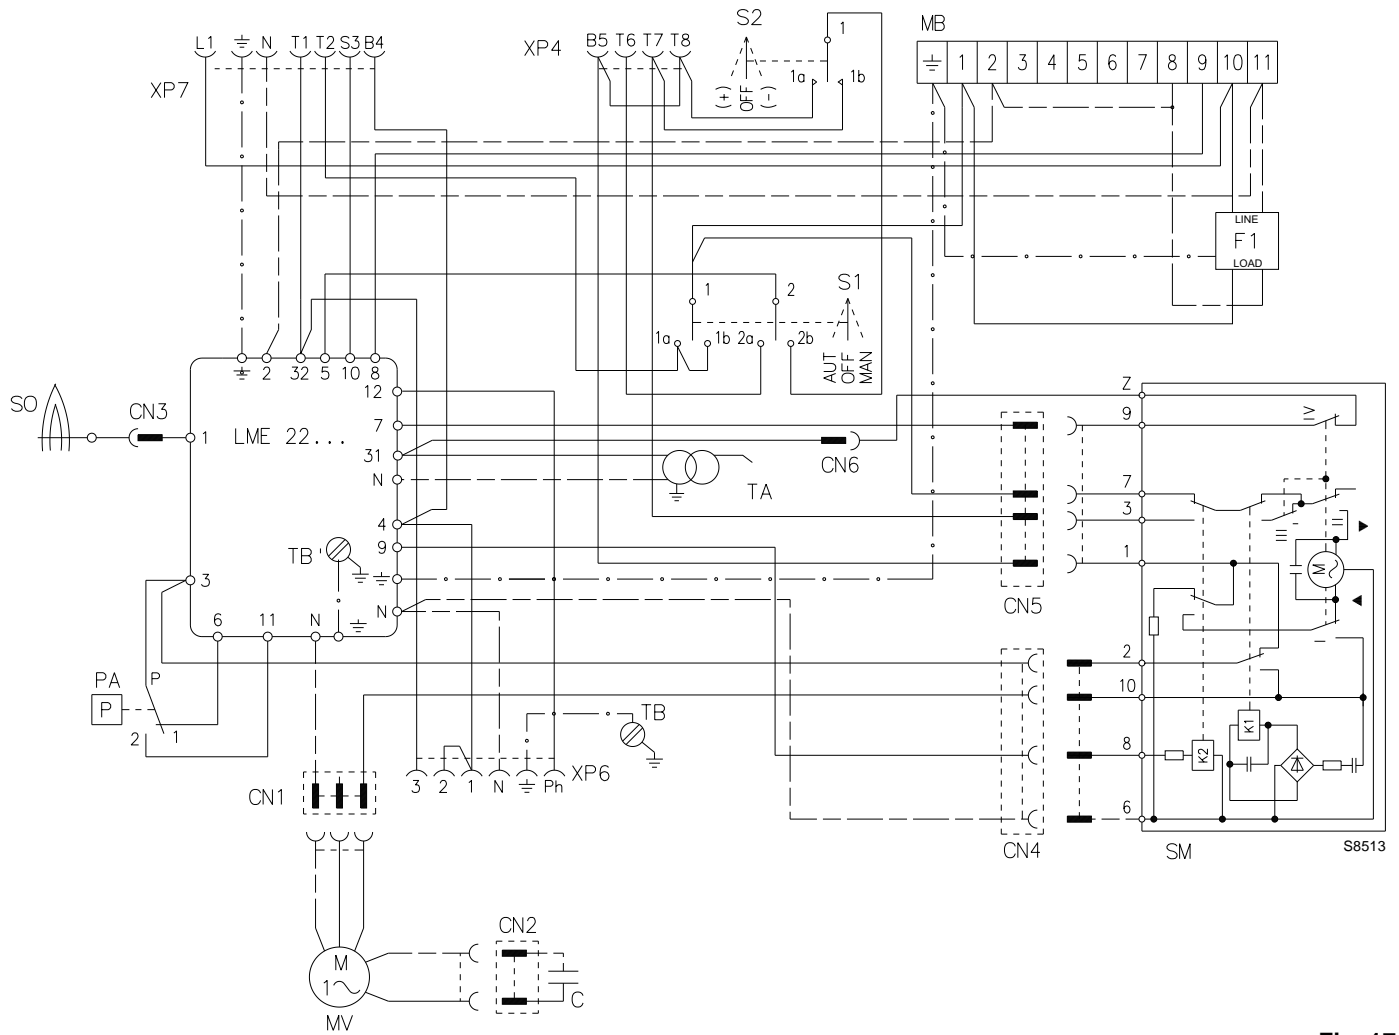 L1 N T1 T2 S3 B4
XP7
XP4
B5 T6 T7 T8
S2
(+)
OFF
(-)
1
1a 1b
MB
1 2 3 4 5 6 7 8 9 10 11
LINE
F1
LOAD
1 2
1a 1b 2a 2b
S1
AUT
OFF
MAN
2 32 5 10 8
12
7
31
N
4
9
N
SO
CN3
1
LME 22...
3
6 11 N
TB
CN6
TA
Z
9
7
3
1
2
10
8
6
IV
III
II
I
M
K1
K2
SM
S8513
CN5
CN4
PA
P
P
2 1
TB
XP6
3 2 1 N Ph
CN1
CN2
C
M
1
MV